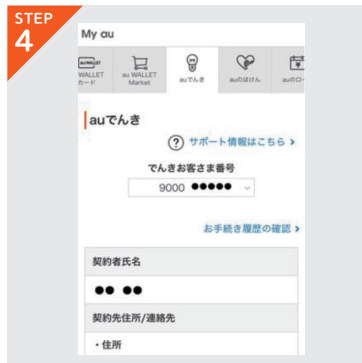 STEP
4
My au
au WALLET
WALLET
カード
au WALLET
Market
auでんき
auのほけん
auのロー
auでんき
? サポート情報はこちら >
でんきお客さま番号
9000 ●●●●●
お手続き履歴の確認 >
契約者氏名
●● ●●
契約先住所/連絡先
・住所